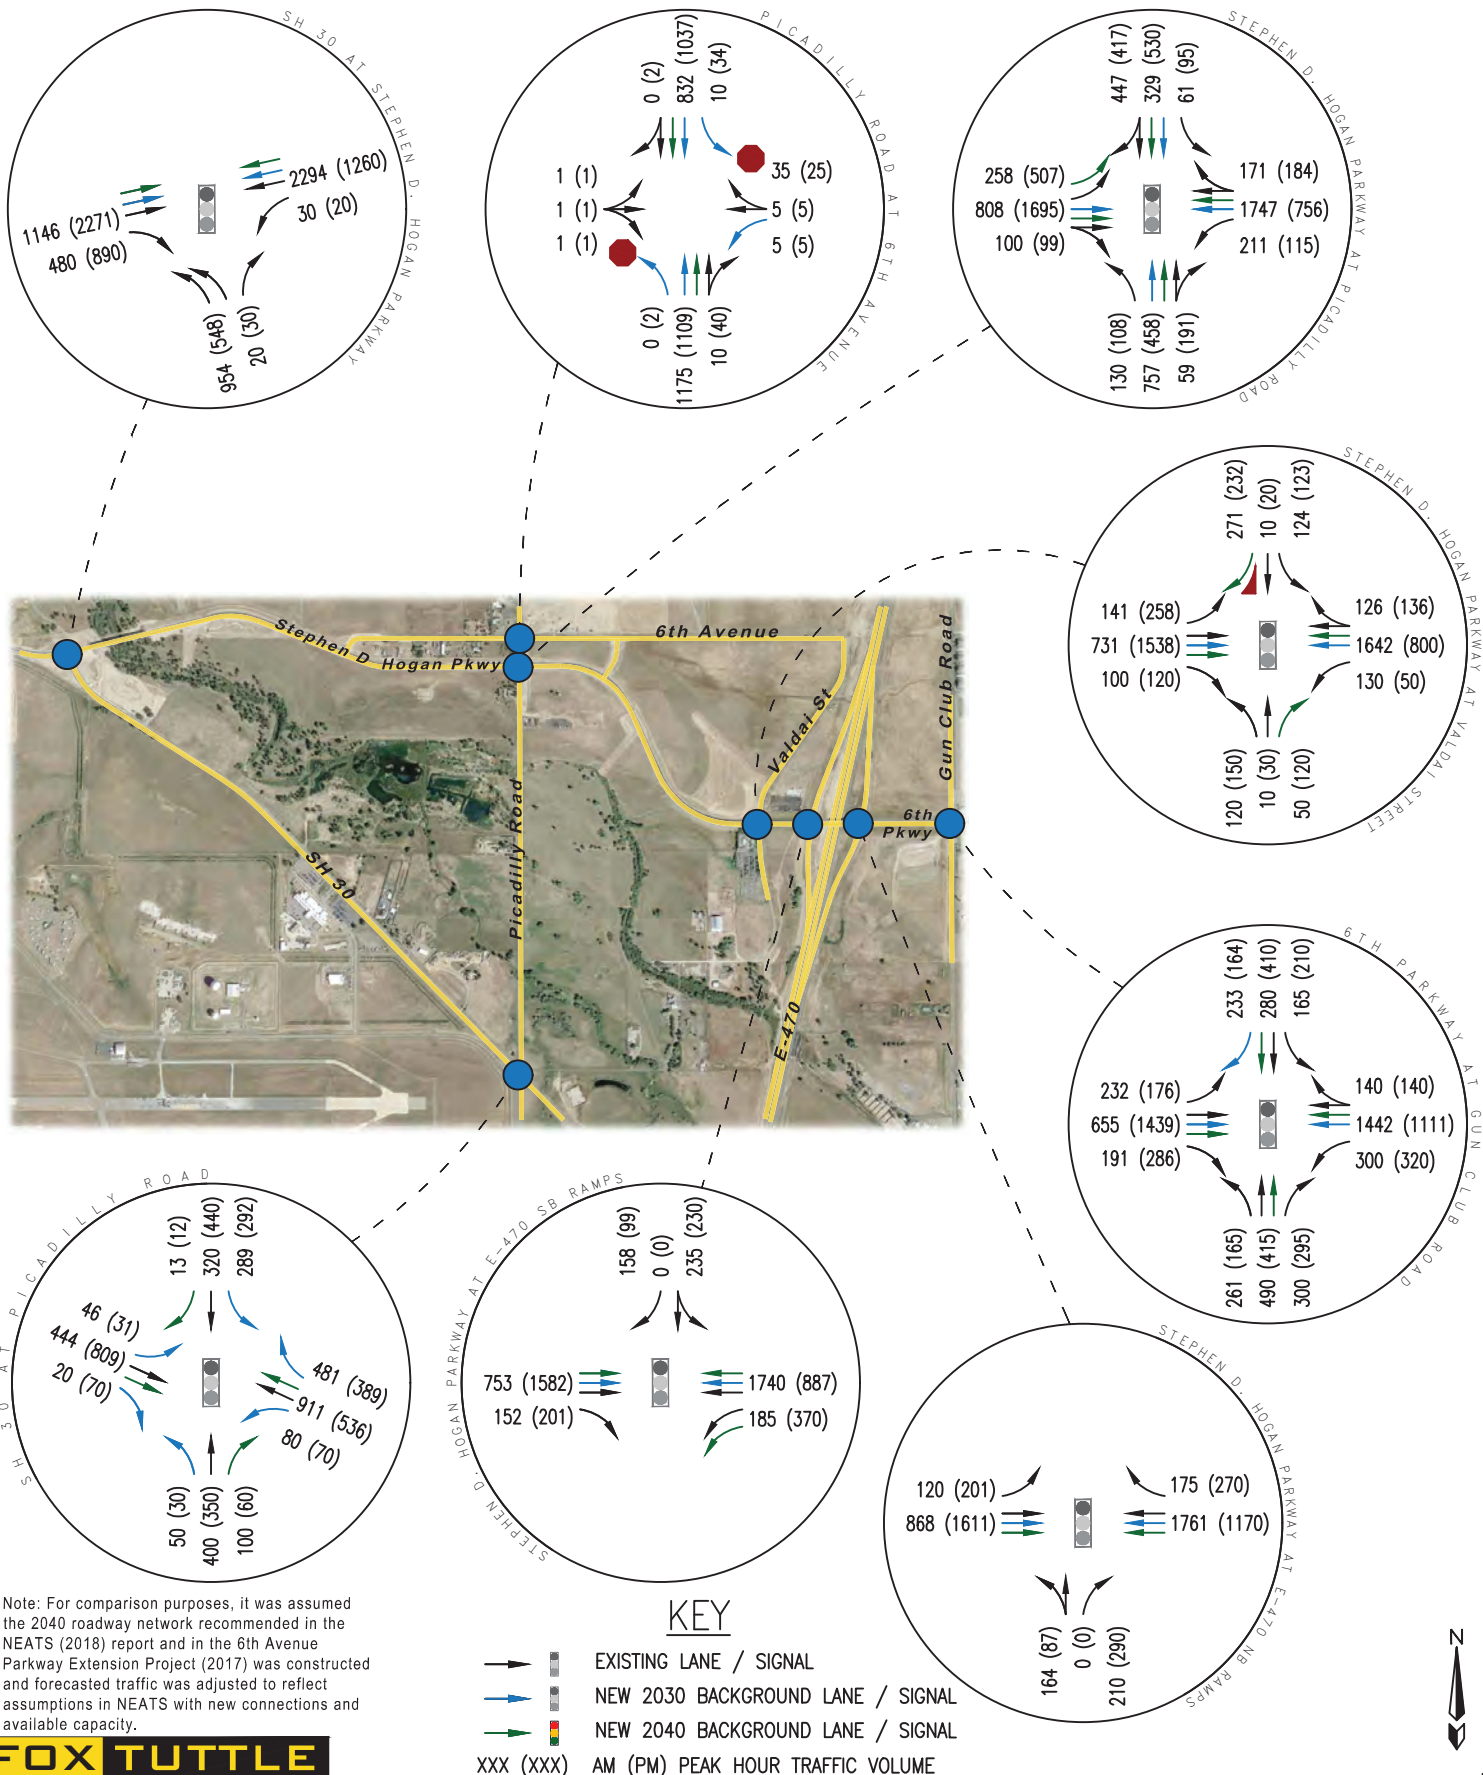 SH 30 AT STEPHEN D. HOGAN PARKWAY
2294 (1260)
30 (20)
1146 (2271)
480 (890)
954 (548)
20 (30)
PICADILLY ROAD AT 6TH AVENUE
0 (2)
832 (1037)
10 (34)
1 (1)
1 (1)
1 (1)
35 (25)
5 (5)
5 (5)
0 (2)
1175 (1109)
10 (40)
STEPHEN D. HOGAN PARKWAY AT PICADILLY ROAD
447 (417)
329 (530)
61 (95)
258 (507)
808 (1695)
100 (99)
171 (184)
1747 (756)
211 (115)
130 (108)
757 (458)
59 (191)
STEPHEN D. HOGAN PARKWAY AT VALDAI STREET
271 (232)
10 (20)
124 (123)
141 (258)
731 (1538)
100 (120)
126 (136)
1642 (800)
130 (50)
120 (150)
10 (30)
50 (120)
Stephen D. Hogan Pkwy
6th Avenue
Valdai St
Gun Club Road
6th
Pkwy
Picadilly Road
SH 30
E-470
6TH PARKWAY AT GUN CLUB ROAD
233 (164)
280 (410)
165 (210)
232 (176)
655 (1439)
191 (286)
140 (140)
1442 (1111)
300 (320)
261 (165)
490 (415)
300 (295)
SH 30 AT PICADILLY ROAD
13 (12)
320 (440)
289 (292)
46 (31)
444 (809)
20 (70)
481 (389)
911 (536)
80 (70)
50 (30)
400 (350)
100 (60)
STEPHEN D. HOGAN PARKWAY AT E-470 SB RAMPS
158 (99)
0 (0)
235 (230)
753 (1582)
152 (201)
1740 (887)
185 (370)
STEPHEN D. HOGAN PARKWAY AT E-470 NB RAMPS
120 (201)
868 (1611)
175 (270)
1761 (1170)
164 (87)
0 (0)
210 (290)
Note: For comparison purposes, it was assumed
the 2040 roadway network recommended in the
NEATS (2018) report and in the 6th Avenue
Parkway Extension Project (2017) was constructed
and forecasted traffic was adjusted to reflect
assumptions in NEATS with new connections and
available capacity.
FOX TUTTLE
KEY
EXISTING LANE / SIGNAL
NEW 2030 BACKGROUND LANE / SIGNAL
NEW 2040 BACKGROUND LANE / SIGNAL
XXX (XXX) AM (PM) PEAK HOUR TRAFFIC VOLUME
N